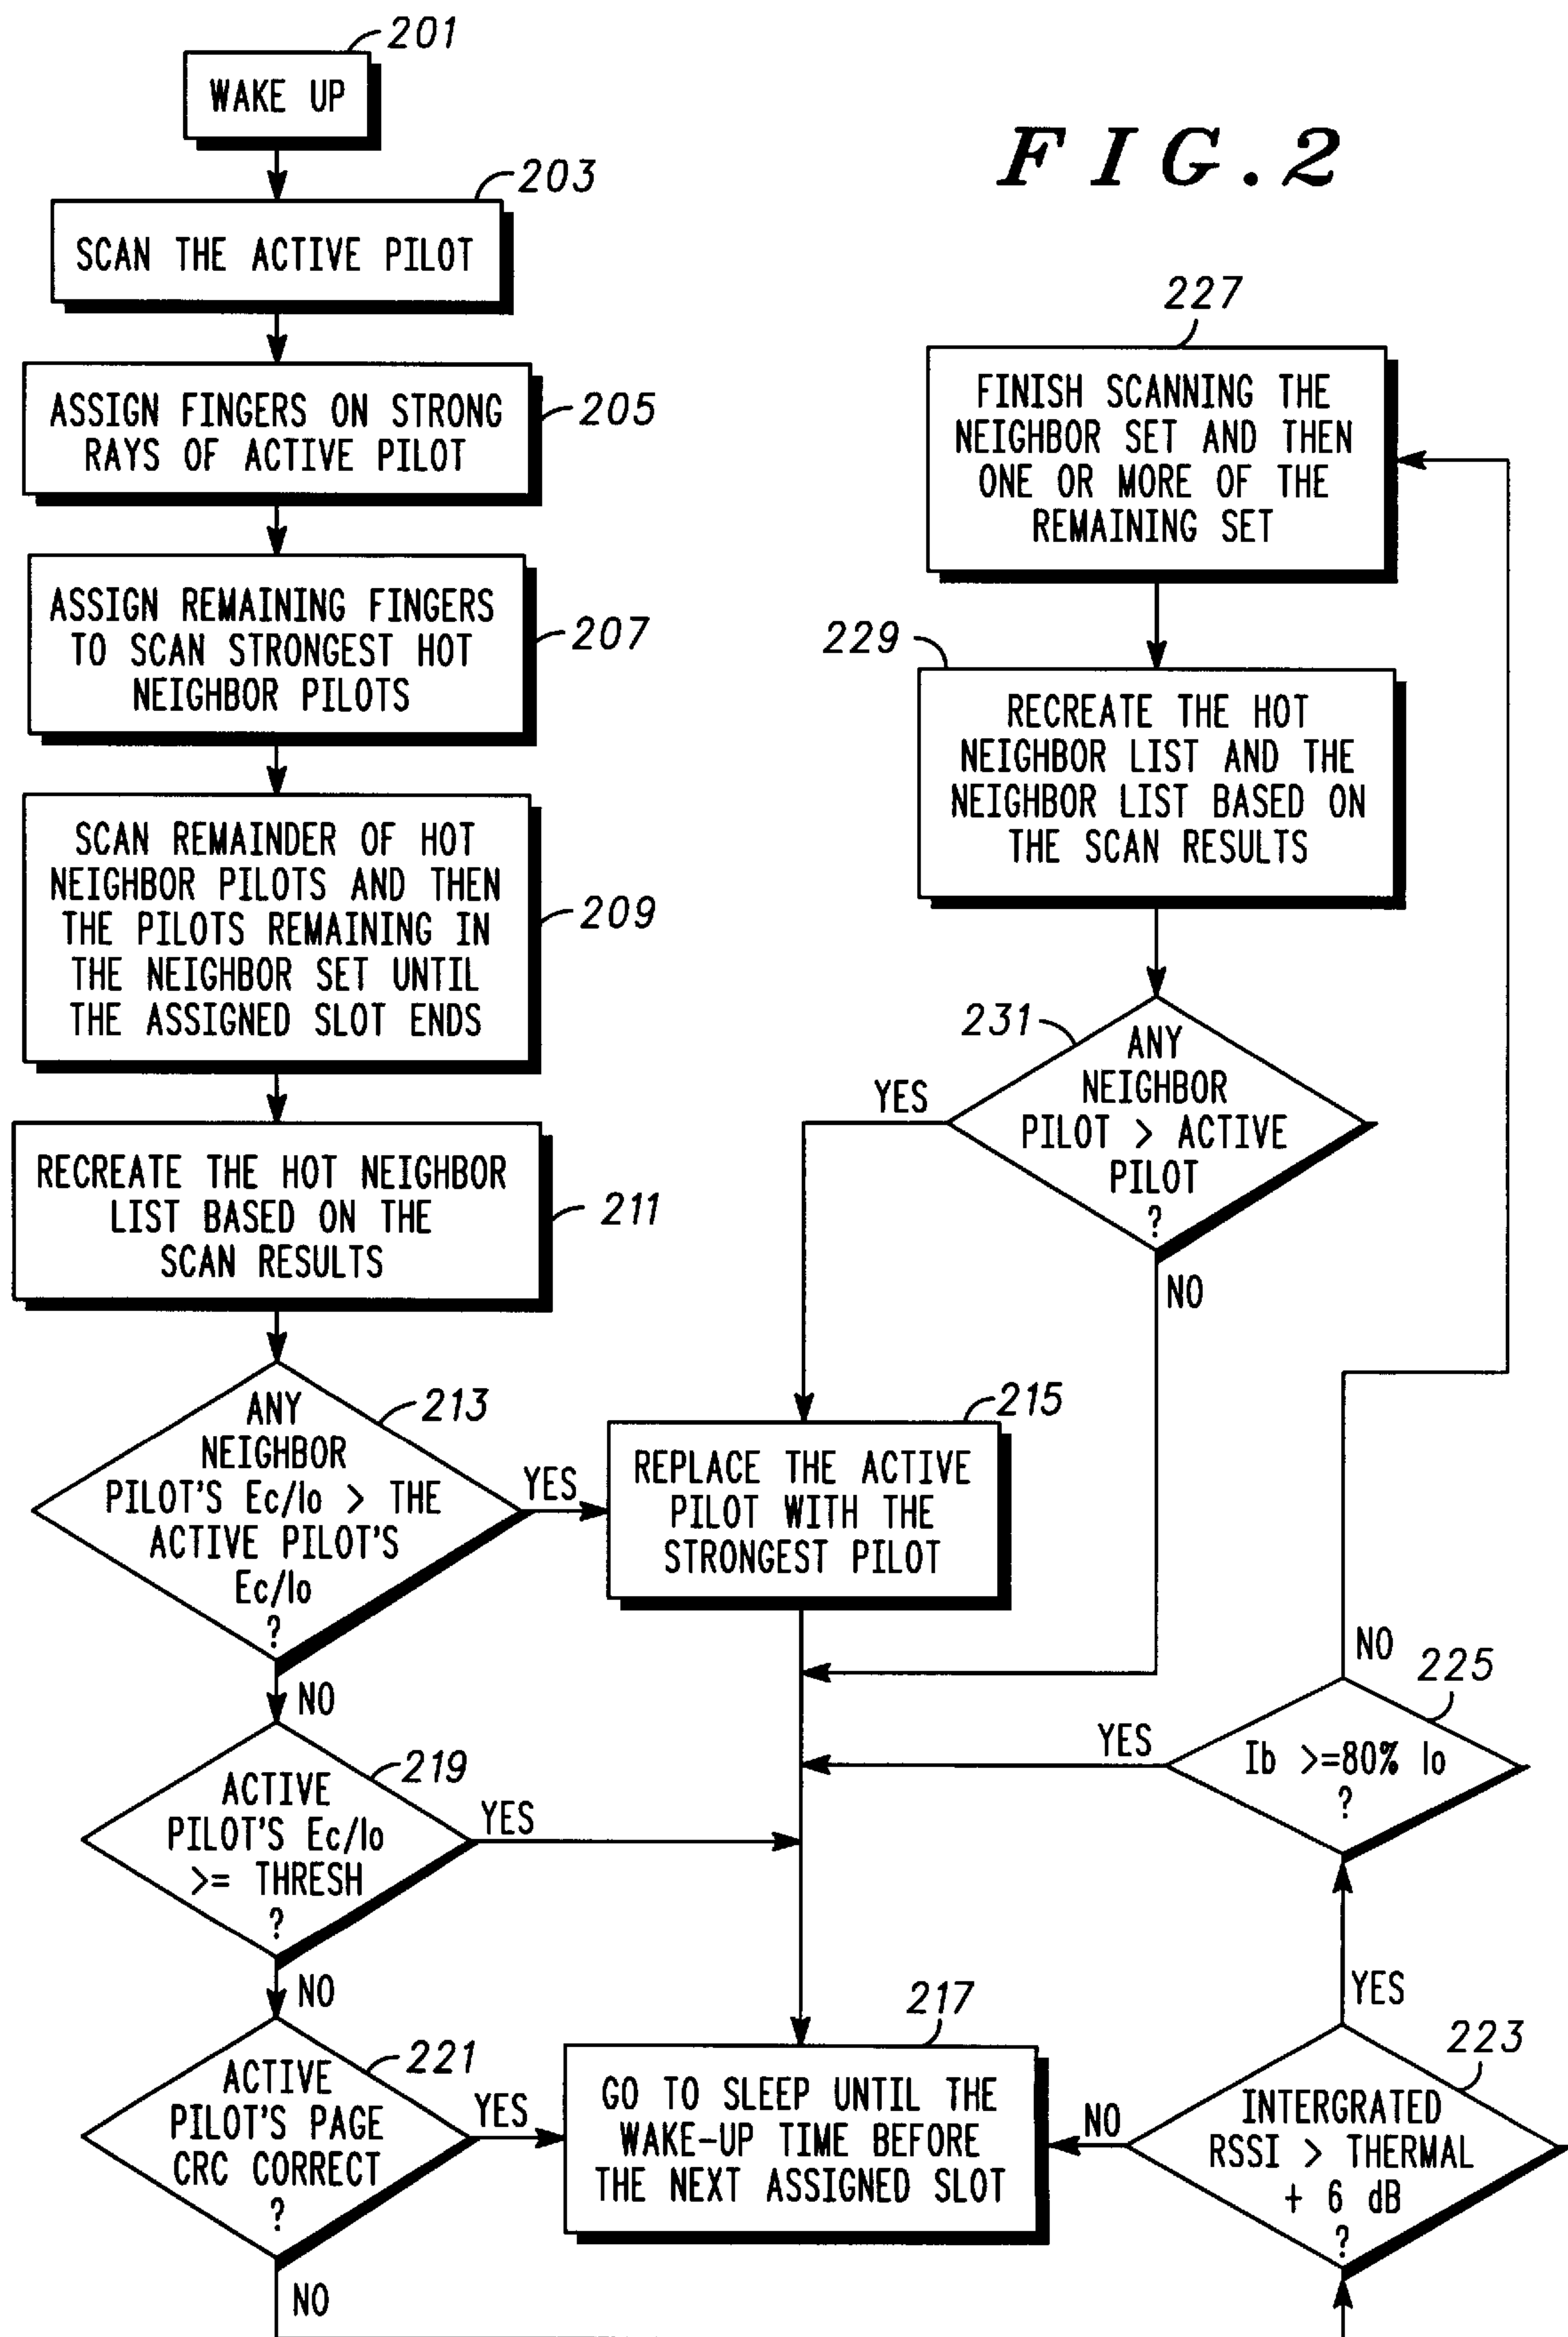 201
WAKE UP
FIG.2
203
SCAN THE ACTIVE PILOT
205
ASSIGN FINGERS ON STRONG
RAYS OF ACTIVE PILOT
207
ASSIGN REMAINING FINGERS
TO SCAN STRONGEST HOT
NEIGHBOR PILOTS
209
SCAN REMAINDER OF HOT
NEIGHBOR PILOTS AND THEN
THE PILOTS REMAINING IN
THE NEIGHBOR SET UNTIL
THE ASSIGNED SLOT ENDS
211
RECREATE THE HOT NEIGHBOR
LIST BASED ON THE
SCAN RESULTS
213
ANY
NEIGHBOR
PILOT'S Ec/Io > THE
ACTIVE PILOT'S
Ec/Io
?
YES
NO
215
REPLACE THE ACTIVE
PILOT WITH THE
STRONGEST PILOT
219
ACTIVE
PILOT'S Ec/Io
>= THRESH
?
YES
NO
221
ACTIVE
PILOT'S PAGE
CRC CORRECT
?
YES
NO
217
GO TO SLEEP UNTIL THE
WAKE-UP TIME BEFORE
THE NEXT ASSIGNED SLOT
227
FINISH SCANNING THE
NEIGHBOR SET AND THEN
ONE OR MORE OF THE
REMAINING SET
229
RECREATE THE HOT
NEIGHBOR LIST AND THE
NEIGHBOR LIST BASED ON
THE SCAN RESULTS
231
ANY
NEIGHBOR
PILOT > ACTIVE
PILOT
?
YES
NO
225
NO
YES
Ib >=80% Io
?
YES
223
NO
INTERGRATED
RSSI > THERMAL
+ 6 dB
?